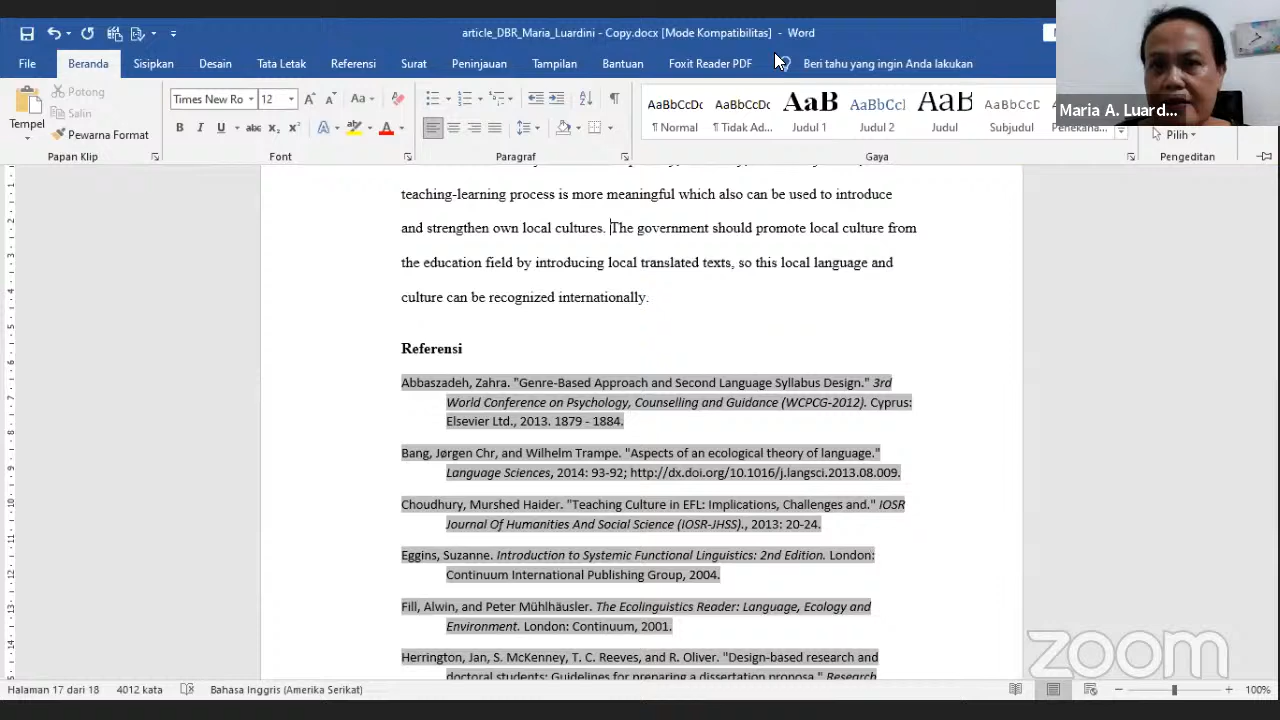 article_DBR_Maria_Luardini - Copy.docx [Mode Kompatibilitas] - Word
File Beranda Sisipkan Desain Tata Letak Referensi Surat Peninjauan Tampilan Bantuan Foxit Reader PDF Beri tahu yang ingin Anda lakukan
Tempel
Potong
Salin
Pewarna Format
Papan Klip
Times New Ro 12
Font
Paragraf
AaBbCcDc AaBbCcDc AaB AaBbCcI AaB AaBbCcD
¶ Normal ¶ Tidak Ad... Judul 1 Judul 2 Judul Subjudul Penekana...
Gaya
Maria A. Luard...
Pilih
Pengeditan
teaching-learning process is more meaningful which also can be used to introduce
and strengthen own local cultures. The government should promote local culture from
the education field by introducing local translated texts, so this local language and
culture can be recognized internationally.
Referensi
Abbaszadeh, Zahra. "Genre-Based Approach and Second Language Syllabus Design." 3rd
World Conference on Psychology, Counselling and Guidance (WCPCG-2012). Cyprus:
Elsevier Ltd., 2013. 1879 - 1884.
Bang, Jørgen Chr, and Wilhelm Trampe. "Aspects of an ecological theory of language."
Language Sciences, 2014: 93-92; http://dx.doi.org/10.1016/j.langsci.2013.08.009.
Choudhury, Murshed Haider. "Teaching Culture in EFL: Implications, Challenges and." IOSR
Journal Of Humanities And Social Science (IOSR-JHSS)., 2013: 20-24.
Eggins, Suzanne. Introduction to Systemic Functional Linguistics: 2nd Edition. London:
Continuum International Publishing Group, 2004.
Fill, Alwin, and Peter Mühlhäusler. The Ecolinguistics Reader: Language, Ecology and
Environment. London: Continuum, 2001.
Herrington, Jan, S. McKenney, T. C. Reeves, and R. Oliver. "Design-based research and
doctoral students: Guidelines for preparing a dissertation proposa." Research
zoom
Halaman 17 dari 18 4012 kata Bahasa Inggris (Amerika Serikat) 100%